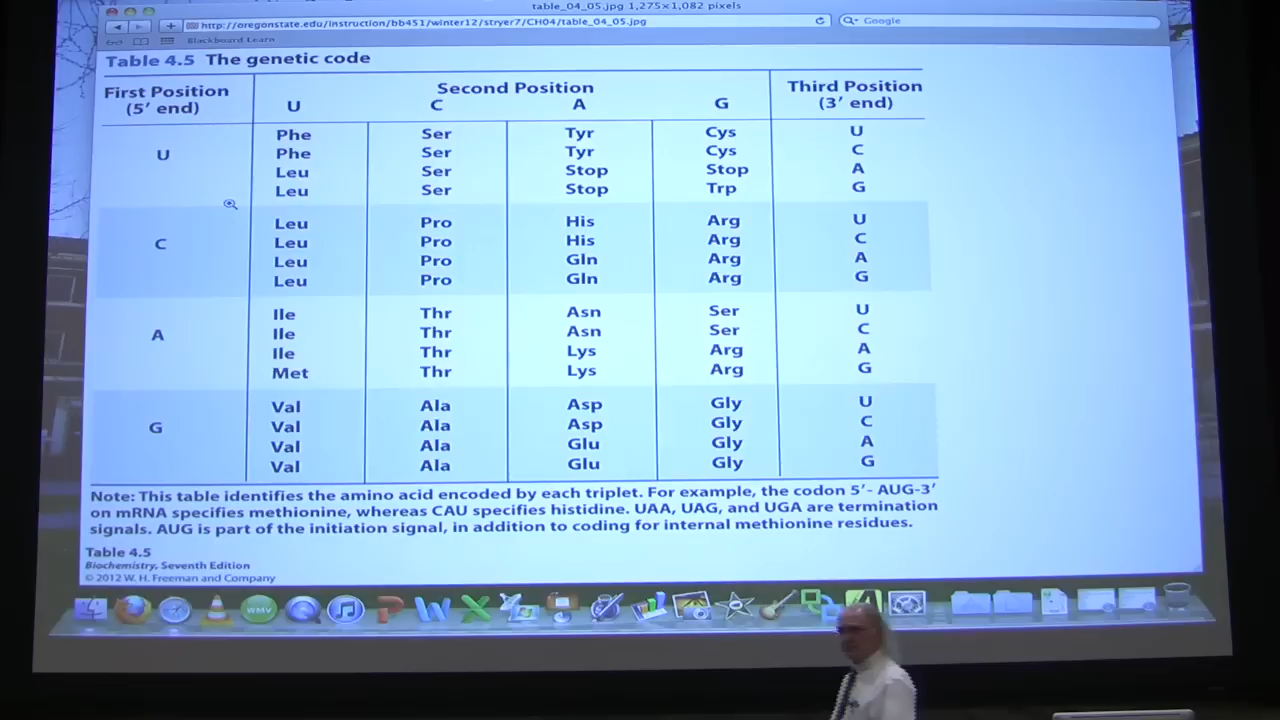 table_04_05.jpg 1,275×1,082 pixels
http://oregonstate.edu/instruction/bb451/winter12/stryer7/CH04/table_04_05.jpg
Google
Blackboard Learn
Table 4.5 The genetic code
First Position Second Position Third Position
(5′ end) U C A G (3′ end)
Phe Ser Tyr Cys U
U Phe Ser Tyr Cys C
Leu Ser Stop Stop A
Leu Ser Stop Trp G
Leu Pro His Arg U
C Leu Pro His Arg C
Leu Pro Gln Arg A
Leu Pro Gln Arg G
Ile Thr Asn Ser U
A Ile Thr Asn Ser C
Ile Thr Lys Arg A
Met Thr Lys Arg G
Val Ala Asp Gly U
G Val Ala Asp Gly C
Val Ala Glu Gly A
Val Ala Glu Gly G
Note: This table identifies the amino acid encoded by each triplet. For example, the codon 5′- AUG-3′
on mRNA specifies methionine, whereas CAU specifies histidine. UAA, UAG, and UGA are termination
signals. AUG is part of the initiation signal, in addition to coding for internal methionine residues.
Table 4.5
Biochemistry, Seventh Edition
© 2012 W. H. Freeman and Company
WMV